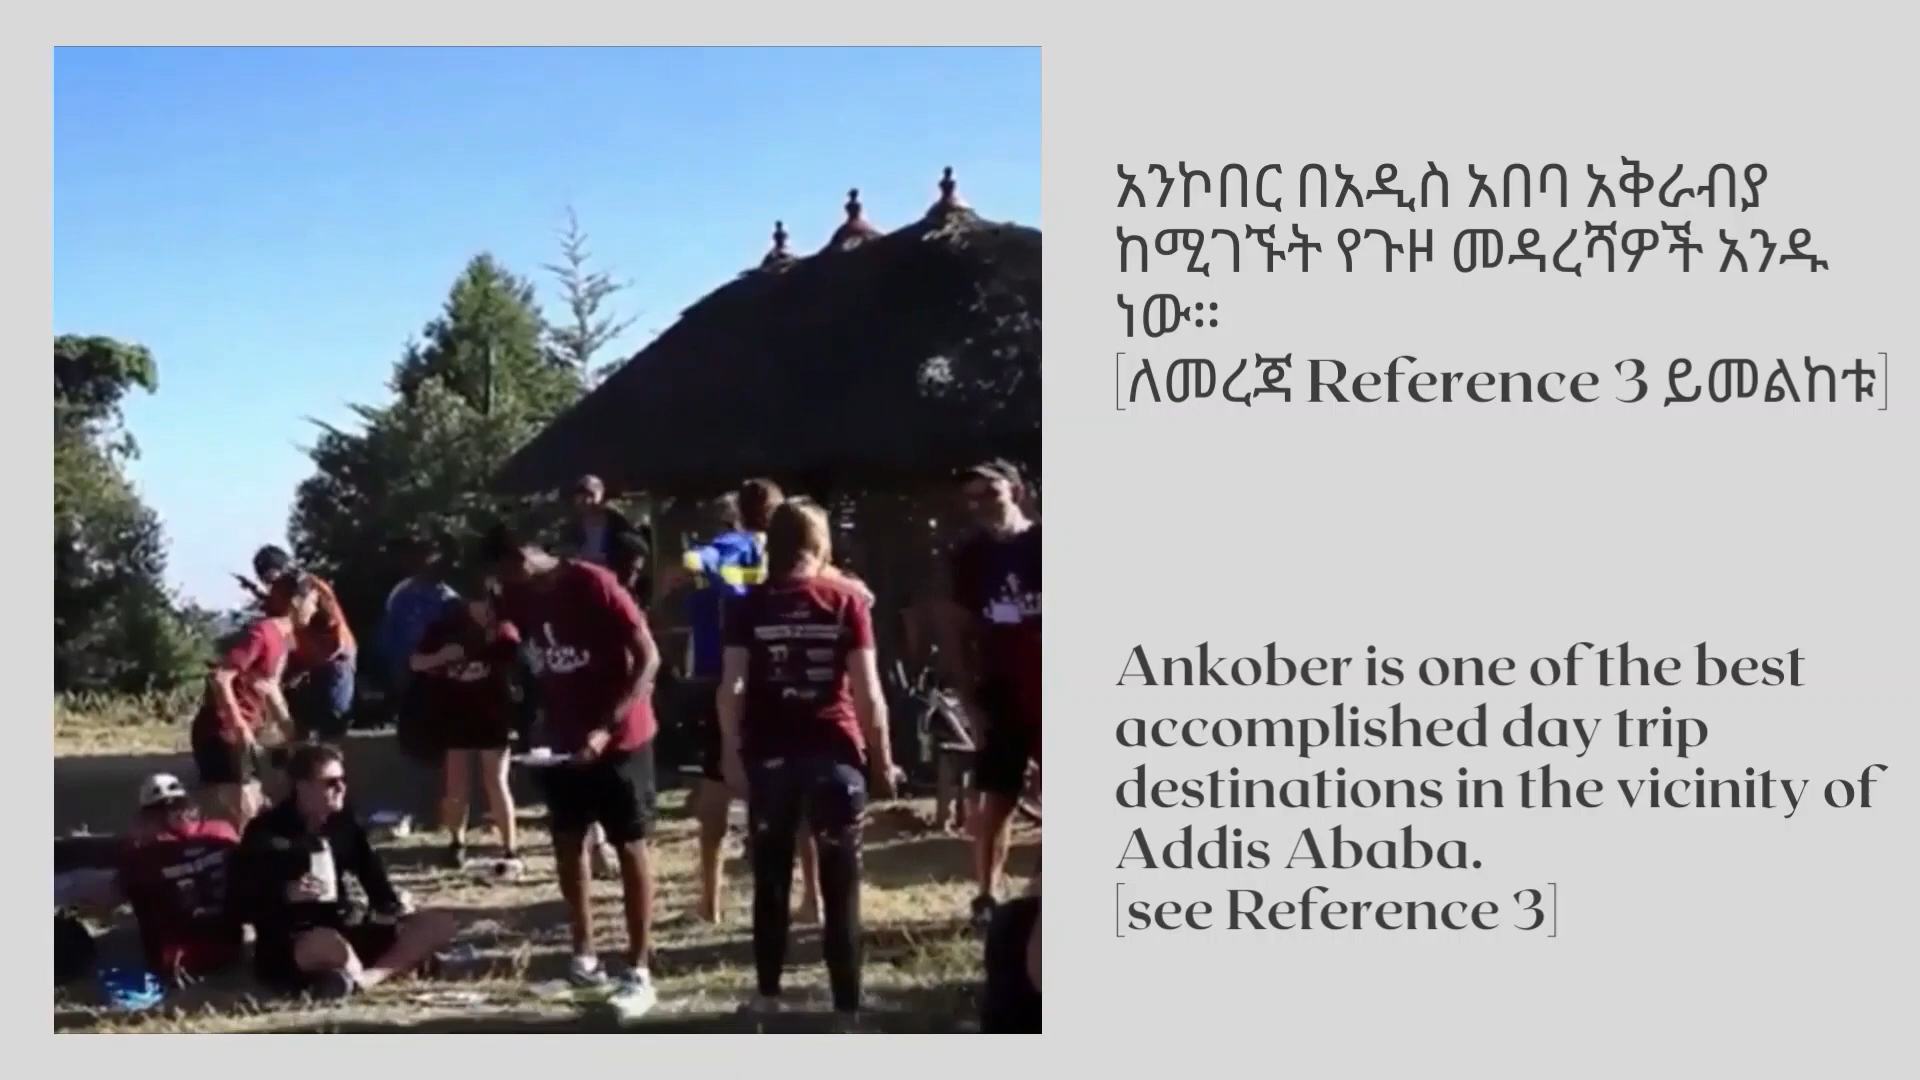 አንኮበር በአዲስ አበባ አቅራብያ
ከሚገኙት የጉዞ መዳረሻዎች አንዱ
ነው።
[ለመረጃ Reference 3 ይመልከቱ]
Ankober is one of the best
accomplished day trip
destinations in the vicinity of
Addis Ababa.
[see Reference 3]